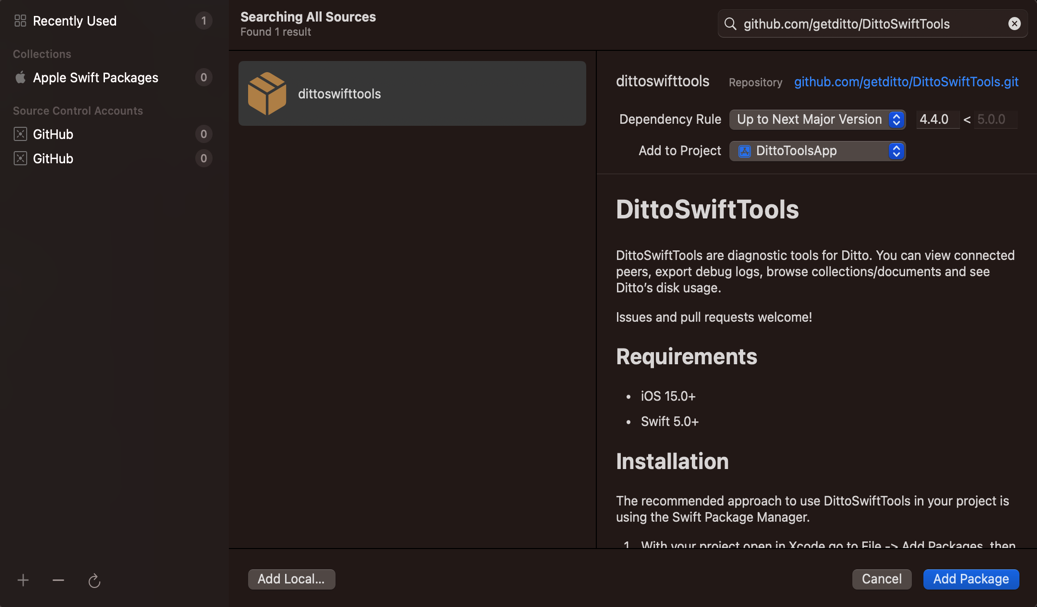 Recently Used 1
Collections
Apple Swift Packages 0
Source Control Accounts
GitHub 0
GitHub 0
Searching All Sources
Found 1 result
github.com/getditto/DittoSwiftTools
dittoswifttools
dittoswifttools Repository github.com/getditto/DittoSwiftTools.git
Dependency Rule Up to Next Major Version 4.4.0 < 5.0.0
Add to Project DittoToolsApp
DittoSwiftTools
DittoSwiftTools are diagnostic tools for Ditto. You can view connected
peers, export debug logs, browse collections/documents and see
Ditto's disk usage.
Issues and pull requests welcome!
Requirements
• iOS 15.0+
• Swift 5.0+
Installation
The recommended approach to use DittoSwiftTools in your project is
using the Swift Package Manager.
1. With your project open in Xcode go to File -> Add Packages, then
Add Local...
Cancel
Add Package